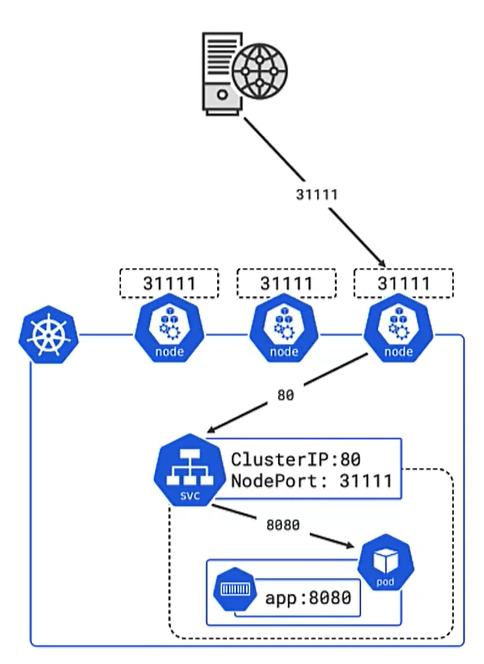 31111
31111
31111
31111
node
node
node
80
ClusterIP:80
NodePort: 31111
svc
8080
pod
app:8080